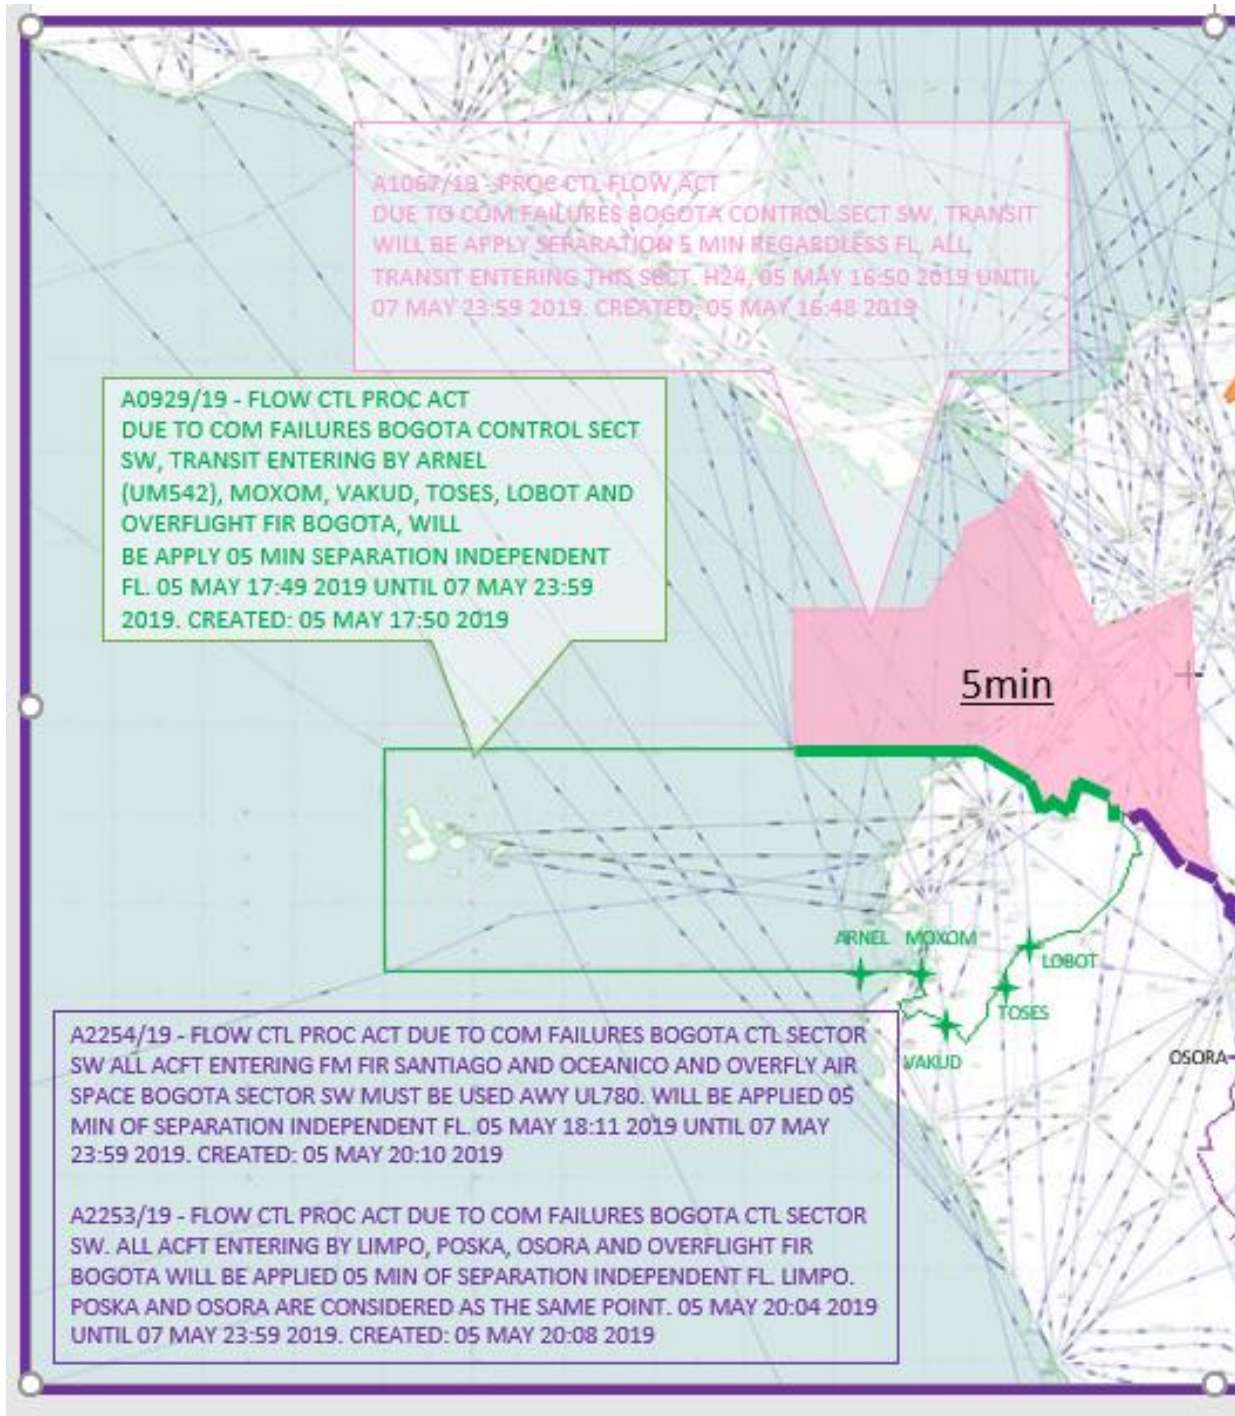 A1067/19 - PROC CTL FLOW ACT
DUE TO COM FAILURES BOGOTA CONTROL SECT SW, TRANSIT
WILL BE APPLY SEPARATION 5 MIN REGARDLESS FL, ALL
TRANSIT ENTERING THIS SECT. H24, 05 MAY 16:50 2019 UNTIL
07 MAY 23:59 2019. CREATED: 05 MAY 16:48 2019
A0929/19 - FLOW CTL PROC ACT
DUE TO COM FAILURES BOGOTA CONTROL SECT
SW, TRANSIT ENTERING BY ARNEL
(UM542), MOXOM, VAKUD, TOSES, LOBOT AND
OVERFLIGHT FIR BOGOTA, WILL
BE APPLY 05 MIN SEPARATION INDEPENDENT
FL. 05 MAY 17:49 2019 UNTIL 07 MAY 23:59
2019. CREATED: 05 MAY 17:50 2019
5min
ARNEL MOXOM
LOBOT
TOSES
VAKUD
OSORA
A2254/19 - FLOW CTL PROC ACT DUE TO COM FAILURES BOGOTA CTL SECTOR
SW ALL ACFT ENTERING FM FIR SANTIAGO AND OCEANICO AND OVERFLY AIR
SPACE BOGOTA SECTOR SW MUST BE USED AWY UL780. WILL BE APPLIED 05
MIN OF SEPARATION INDEPENDENT FL. 05 MAY 18:11 2019 UNTIL 07 MAY
23:59 2019. CREATED: 05 MAY 20:10 2019
A2253/19 - FLOW CTL PROC ACT DUE TO COM FAILURES BOGOTA CTL SECTOR
SW. ALL ACFT ENTERING BY LIMPO, POSKA, OSORA AND OVERFLIGHT FIR
BOGOTA WILL BE APPLIED 05 MIN OF SEPARATION INDEPENDENT FL. LIMPO.
POSKA AND OSORA ARE CONSIDERED AS THE SAME POINT. 05 MAY 20:04 2019
UNTIL 07 MAY 23:59 2019. CREATED: 05 MAY 20:08 2019